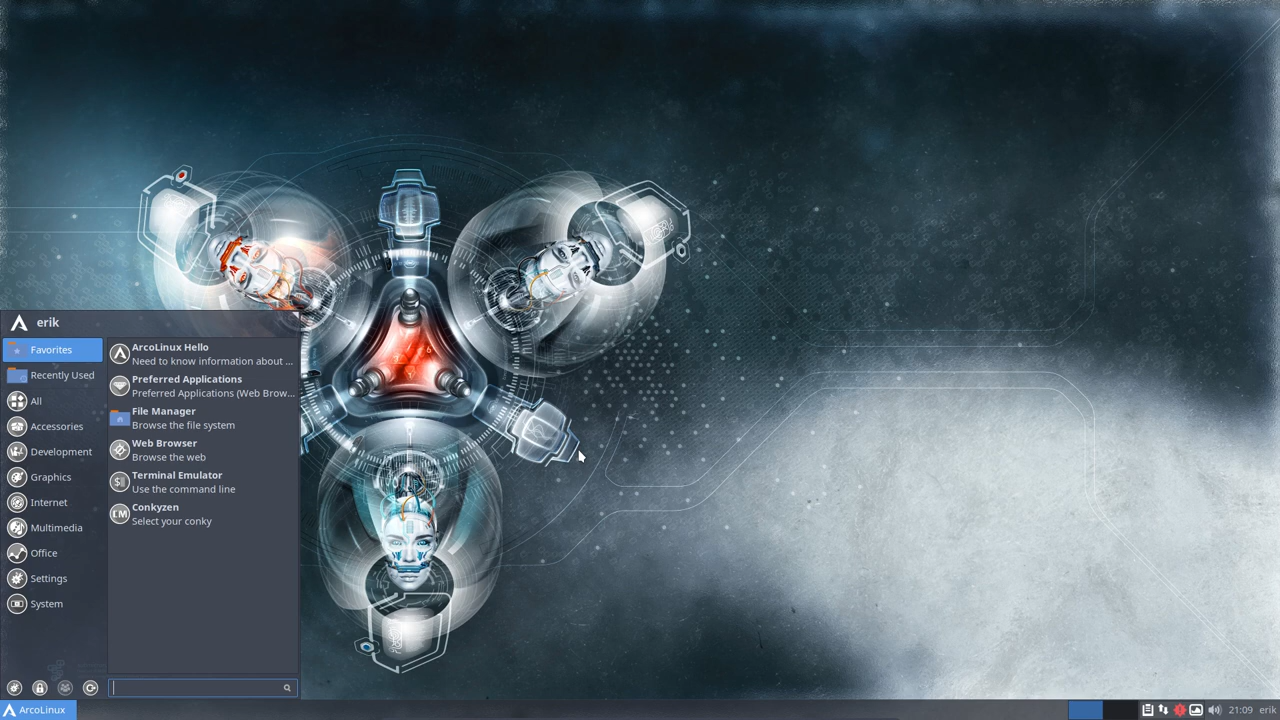 erik
Favorites
Recently Used
All
Accessories
Development
Graphics
Internet
Multimedia
Office
Settings
System
ArcoLinux Hello
Need to know information about ...
Preferred Applications
Preferred Applications (Web Brow...
File Manager
Browse the file system
Web Browser
Browse the web
Terminal Emulator
Use the command line
Conkyzen
Select your conky
ArcoLinux
21:09
erik